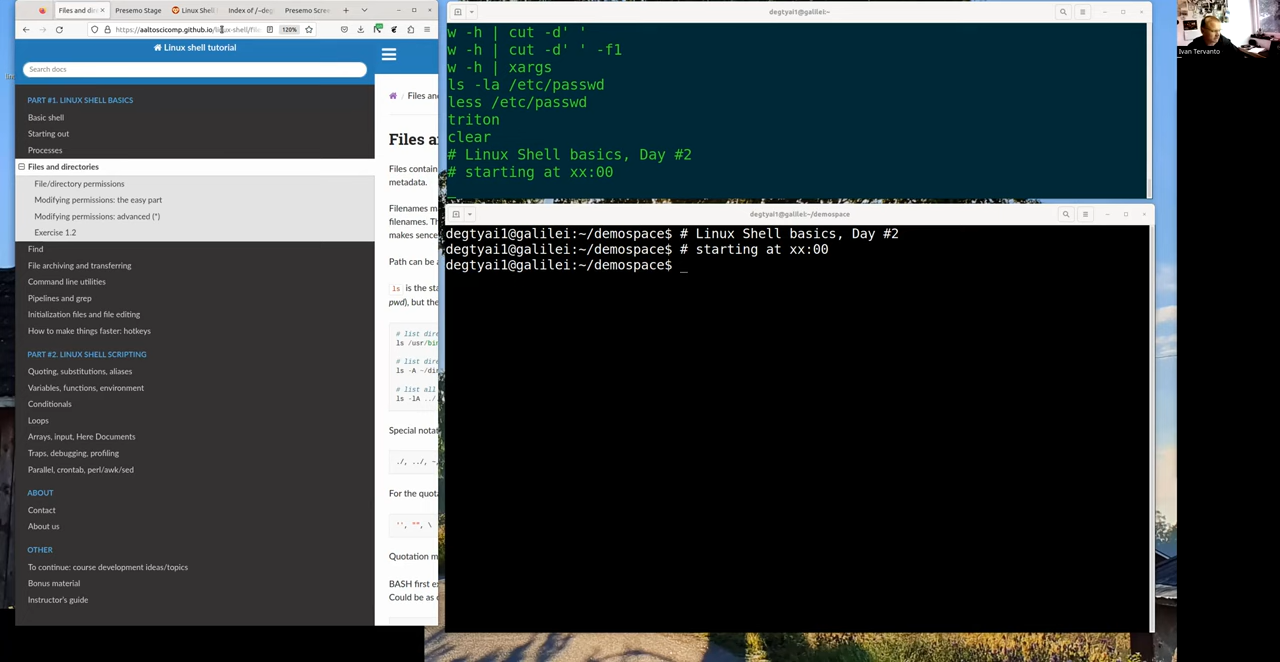 Files and dire
Presemo Stage
Linux Shell
Index of /~deg
Presemo Scree
https://aaltoscicomp.github.io/linux-shell/file
120%
Linux shell tutorial
Search docs
PART #1. LINUX SHELL BASICS
Basic shell
Starting out
Processes
Files and directories
File/directory permissions
Modifying permissions: the easy part
Modifying permissions: advanced (*)
Exercise 1.2
Find
File archiving and transferring
Command line utilities
Pipelines and grep
Initialization files and file editing
How to make things faster: hotkeys
PART #2. LINUX SHELL SCRIPTING
Quoting, substitutions, aliases
Variables, functions, environment
Conditionals
Loops
Arrays, input, Here Documents
Traps, debugging, profiling
Parallel, crontab, perl/awk/sed
ABOUT
Contact
About us
OTHER
To continue: course development ideas/topics
Bonus material
Instructor's guide
/ Files an
Files a
Files contain
metadata.
Filenames m
filenames. Th
makes sence
Path can be a
ls is the sta
pwd), but the
# list dire
ls /usr/bin
# list dire
ls -A ~/dir
# list all
ls -lA ../.
Special notat
./, ../, ~,
For the quota
'', "", \
Quotation m
BASH first ex
Could be as c
degtyai1@galilei:~
w -h | cut -d' '
w -h | cut -d' ' -f1
w -h | xargs
ls -la /etc/passwd
less /etc/passwd
triton
clear
# Linux Shell basics, Day #2
# starting at xx:00
degtyai1@galilei:~/demospace
degtyai1@galilei:~/demospace$ # Linux Shell basics, Day #2
degtyai1@galilei:~/demospace$ # starting at xx:00
degtyai1@galilei:~/demospace$ _
Ivan Tervanto